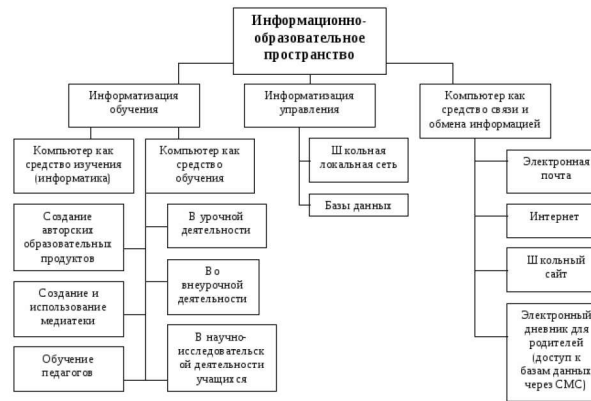 Информационно-
образовательное
пространство
Информатизация
обучения
Информатизация
управления
Компьютер как
средство связи и
обмена информацией
Компьютер как
средство изучения
(информатика)
Компьютер как
средство
обучения
Школьная
локальная сеть
Электронная
почта
Создание
авторских
образовательных
продуктов
В урочной
деятельности
Базы данных
Интернет
Создание и
использование
медиатеки
Во
внеурочной
деятельности
Школьный
сайт
Обучение
педагогов
В научно-
исследовательск
ой деятельности
учащихся
Электронный
дневник для
родителей
(доступ к
базам данных
через СМС)